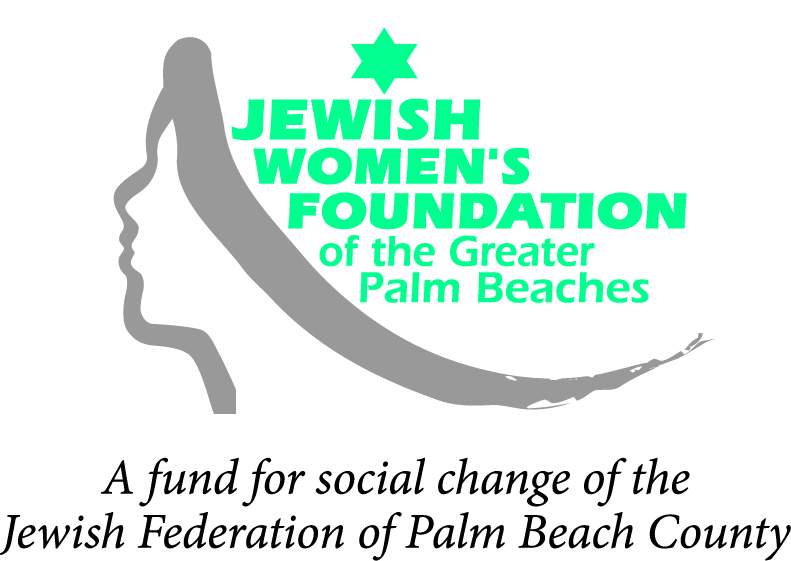 JEWISH
WOMEN'S
FOUNDATION
of the Greater
Palm Beaches
A fund for social change of the
Jewish Federation of Palm Beach County